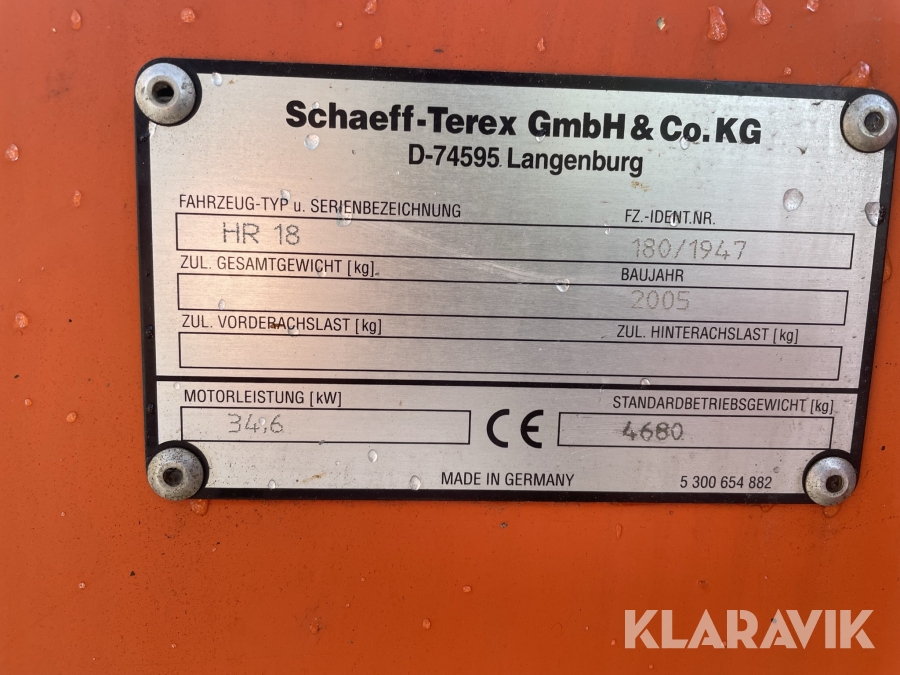 Schaeff-Terex GmbH & Co. KG
D-74595 Langenburg
FAHRZEUG-TYP u. SERIENBEZEICHNUNG FZ.-IDENT.NR.
HR 18 180/1947
ZUL. GESAMTGEWICHT [kg] BAUJAHR
2005
ZUL. VORDERACHSLAST [kg] ZUL. HINTERACHSLAST [kg]
MOTORLEISTUNG [kW] STANDARDBETRIEBSGEWICHT [kg]
34,6 CE 4680
MADE IN GERMANY 5 300 654 882
KLARAVIK